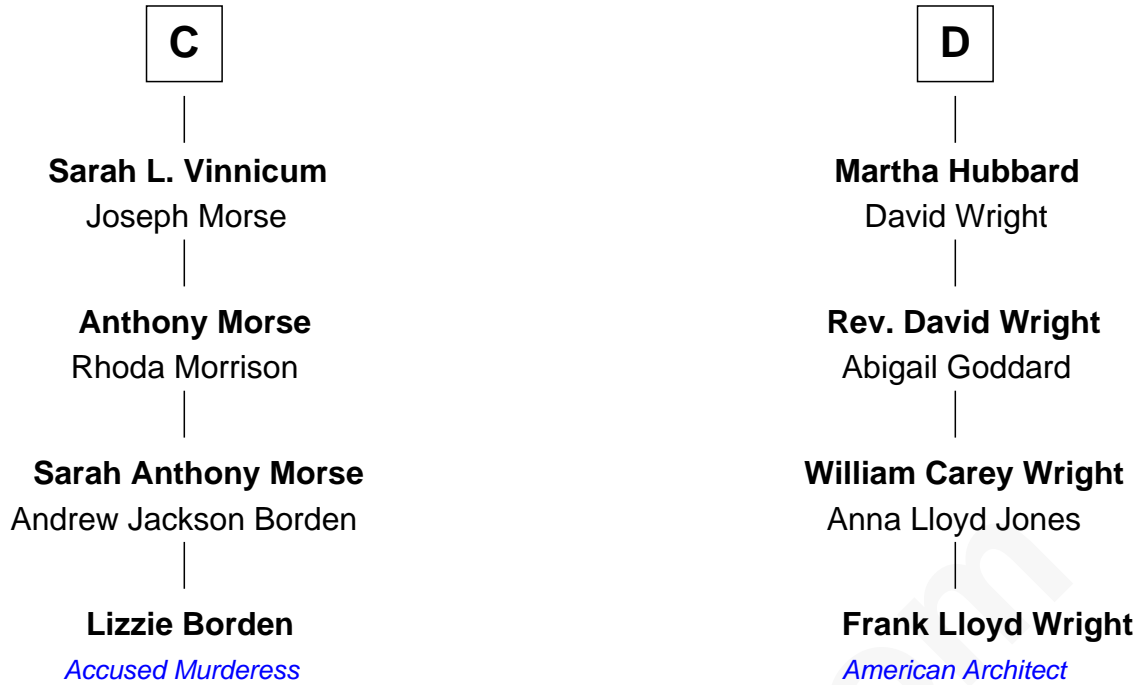 C
Sarah L. Vinnicum
Joseph Morse
Anthony Morse
Rhoda Morrison
Sarah Anthony Morse
Andrew Jackson Borden
Lizzie Borden
Accused Murderess
D
Martha Hubbard
David Wright
Rev. David Wright
Abigail Goddard
William Carey Wright
Anna Lloyd Jones
Frank Lloyd Wright
American Architect